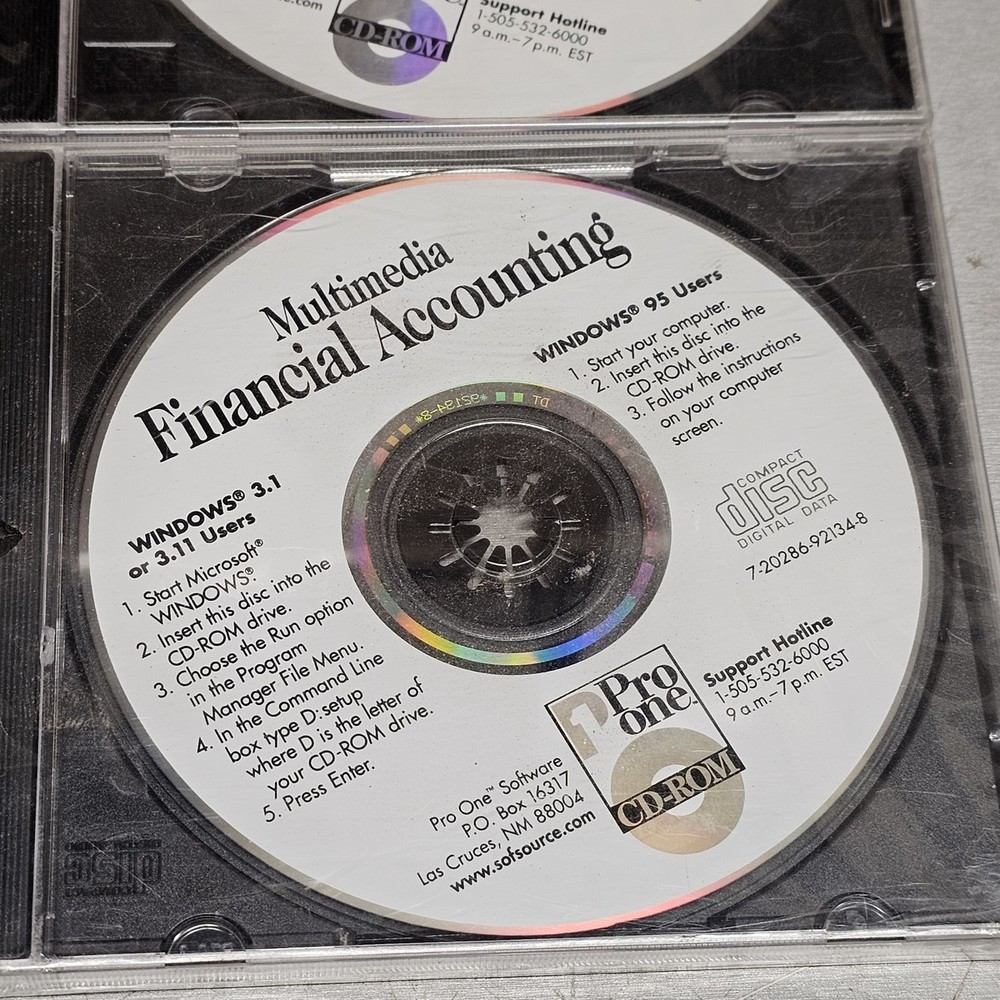 CD-ROM
Support Hotline
1-505-532-6000
9 a.m.–7 p.m. EST
Multimedia
Financial Accounting
WINDOWS® 95 Users
1. Start your computer.
2. Insert this disc into the
CD-ROM drive.
3. Follow the instructions
on your computer
screen.
*92134-8*
DT
WINDOWS® 3.1
or 3.11 Users
1. Start Microsoft®
WINDOWS®.
2. Insert this disc into the
CD-ROM drive.
3. Choose the Run option
in the Program
Manager File Menu.
4. In the Command Line
box type D:setup
where D is the letter of
your CD-ROM drive.
5. Press Enter.
COMPACT
disc
DIGITAL DATA
7-20286-92134-8
Support Hotline
1-505-532-6000
9 a.m.–7 p.m. EST
1
Pro
one™
CD-ROM
Pro One™ Software
P.O. Box 16317
Las Cruces, NM 88004
www.sofsource.com